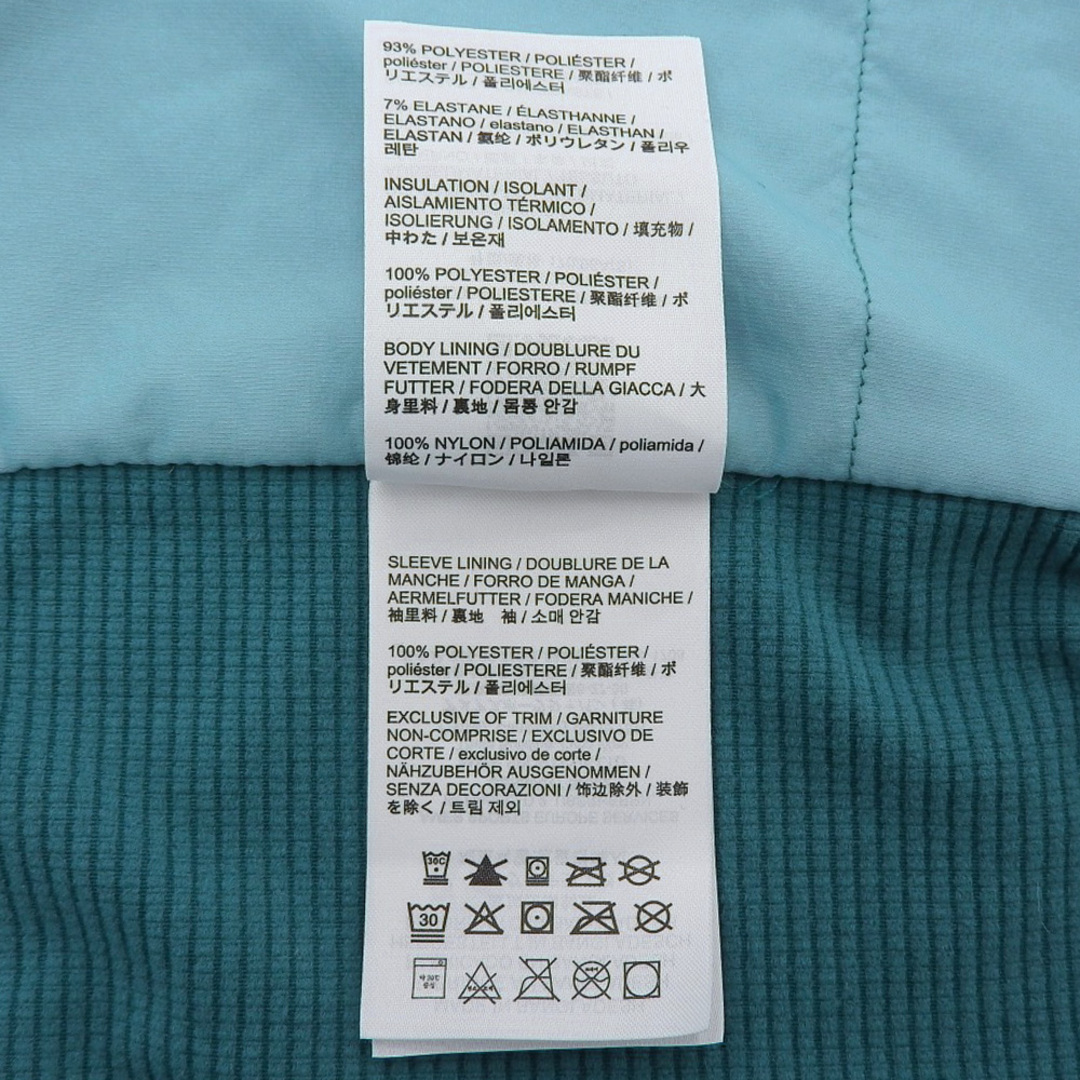 93% POLYESTER / POLIÉSTER /
poliéster / POLIESTERE / 聚酯纤维 / ポ
リエステル / 폴리에스터
7% ELASTANE / ÉLASTHANNE /
ELASTANO / elastano / ELASTHAN /
ELASTAN / 氨纶 / ポリウレタン / 폴리우
레탄
INSULATION / ISOLANT /
AISLAMIENTO TÉRMICO /
ISOLIERUNG / ISOLAMENTO / 填充物 /
中わた / 보온재
100% POLYESTER / POLIÉSTER /
poliéster / POLIESTERE / 聚酯纤维 / ポ
リエステル / 폴리에스터
BODY LINING / DOUBLURE DU
VETEMENT / FORRO / RUMPF
FUTTER / FODERA DELLA GIACCA / 大
身里料 / 裏地 / 몸통 안감
100% NYLON / POLIAMIDA / poliamida /
锦纶 / ナイロン / 나일론
SLEEVE LINING / DOUBLURE DE LA
MANCHE / FORRO DE MANGA /
AERMELFUTTER / FODERA MANICHE /
袖里料 / 裏地 袖 / 소매 안감
100% POLYESTER / POLIÉSTER /
poliéster / POLIESTERE / 聚酯纤维 / ポ
リエステル / 폴리에스터
EXCLUSIVE OF TRIM / GARNITURE
NON-COMPRISE / EXCLUSIVO DE
CORTE / exclusivo de corte /
NÄHZUBEHÖR AUSGENOMMEN /
SENZA DECORAZIONI / 饰边除外 / 装飾
を除く / 트림 제외
30C
30